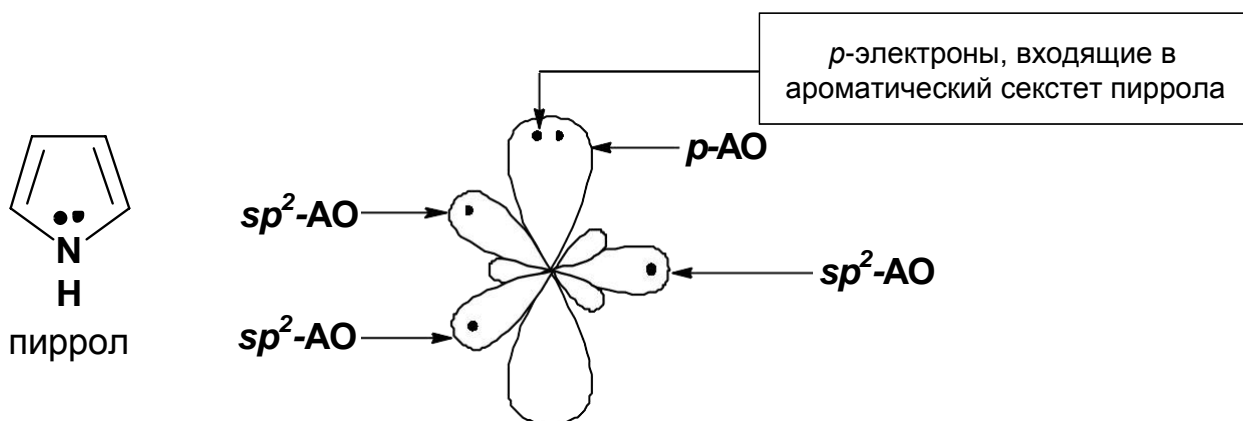 p-электроны, входящие в
ароматический секстет пиррола
p-АО
sp²-АО
sp²-АО
sp²-АО
N
H
пиррол